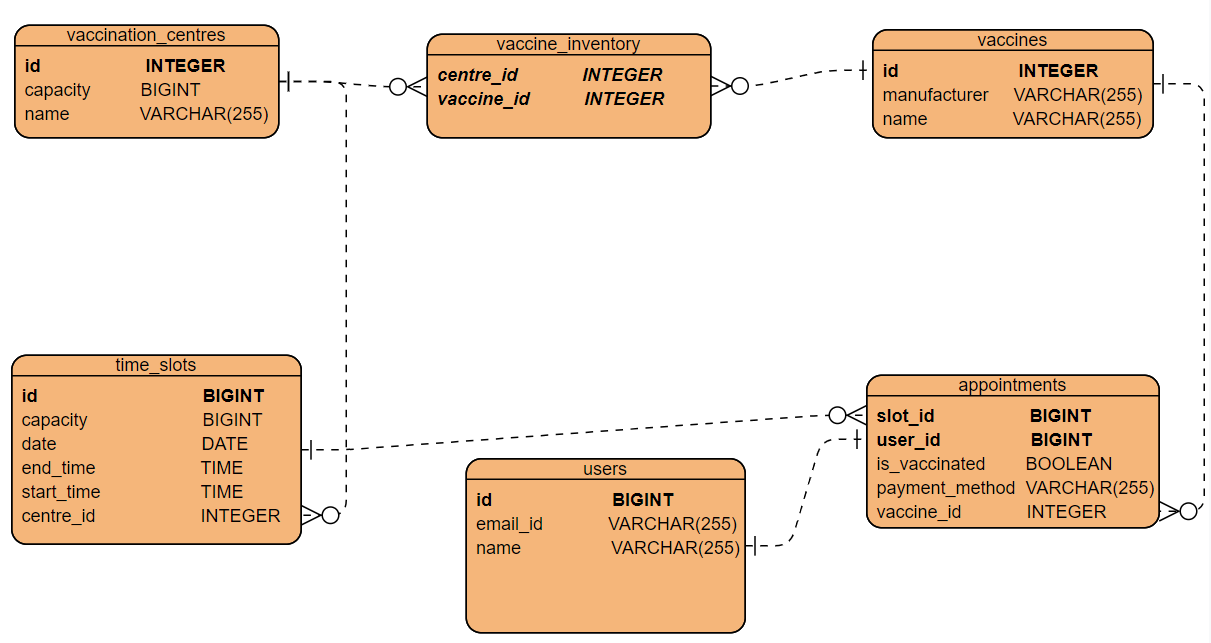 vaccination_centres
id INTEGER
capacity BIGINT
name VARCHAR(255)
vaccine_inventory
centre_id INTEGER
vaccine_id INTEGER
vaccines
id INTEGER
manufacturer VARCHAR(255)
name VARCHAR(255)
time_slots
id BIGINT
capacity BIGINT
date DATE
end_time TIME
start_time TIME
centre_id INTEGER
users
id BIGINT
email_id VARCHAR(255)
name VARCHAR(255)
appointments
slot_id BIGINT
user_id BIGINT
is_vaccinated BOOLEAN
payment_method VARCHAR(255)
vaccine_id INTEGER